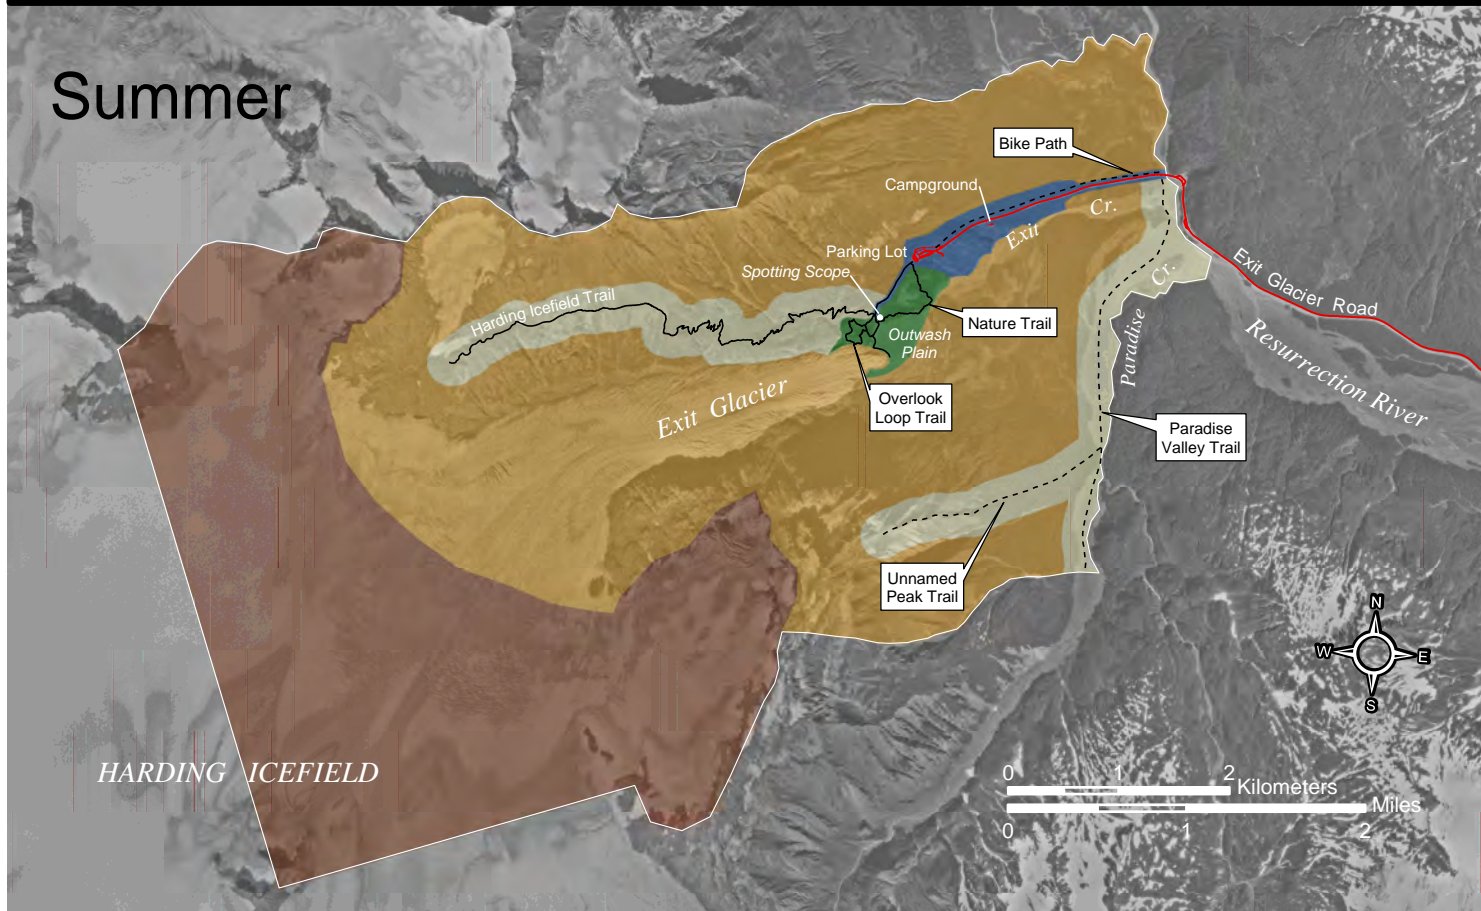 Summer
Bike Path
Campground
Cr.
Exit
Parking Lot
Spotting Scope
Cr.
Exit Glacier Road
Harding Icefield Trail
Nature Trail
Outwash
Plain
Paradise
Resurrection River
Exit Glacier
Overlook
Loop Trail
Paradise
Valley Trail
Unnamed
Peak Trail
N
W
E
S
HARDING ICEFIELD
0 1 2
Kilometers
Miles
0 1 2